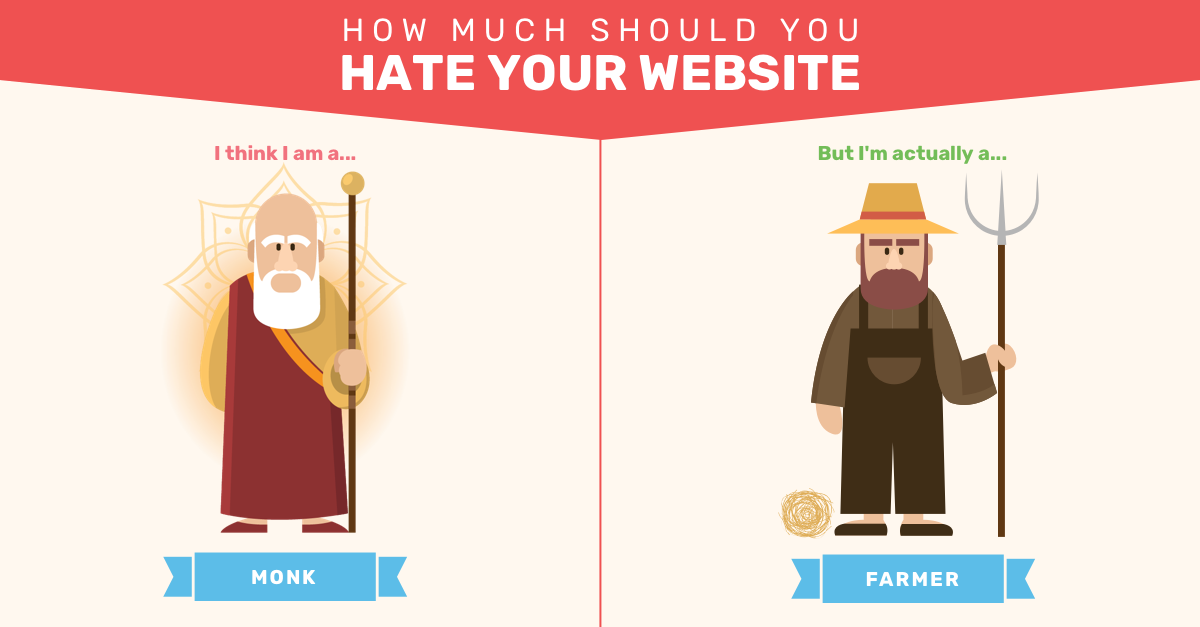 HOW MUCH SHOULD YOU
HATE YOUR WEBSITE
I think I am a...
MONK
But I'm actually a...
FARMER